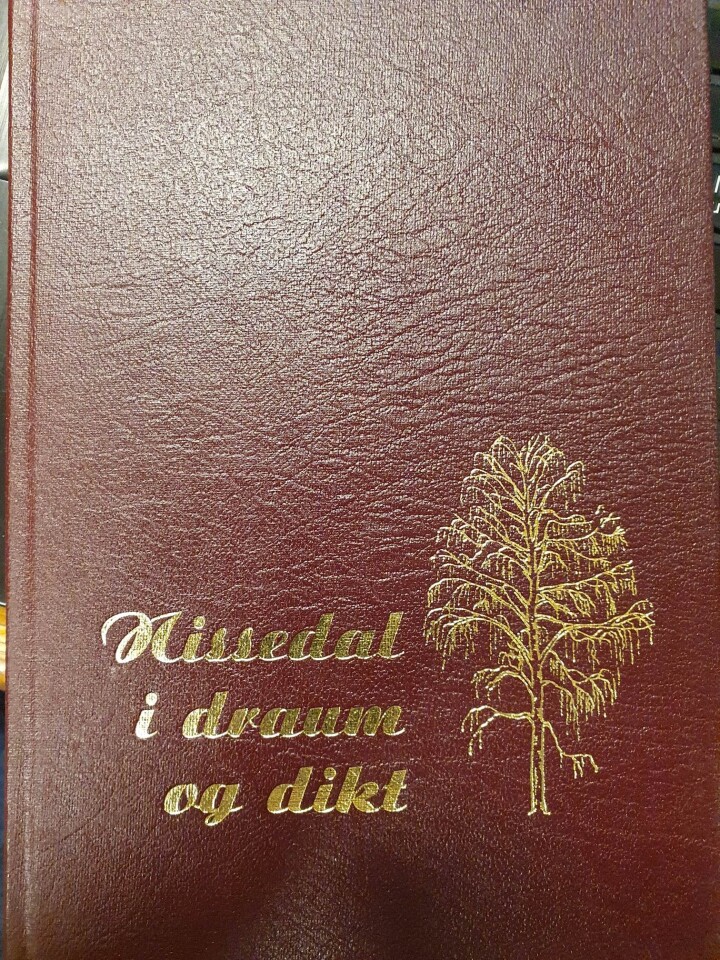 Nissedal
i draum
og dikt